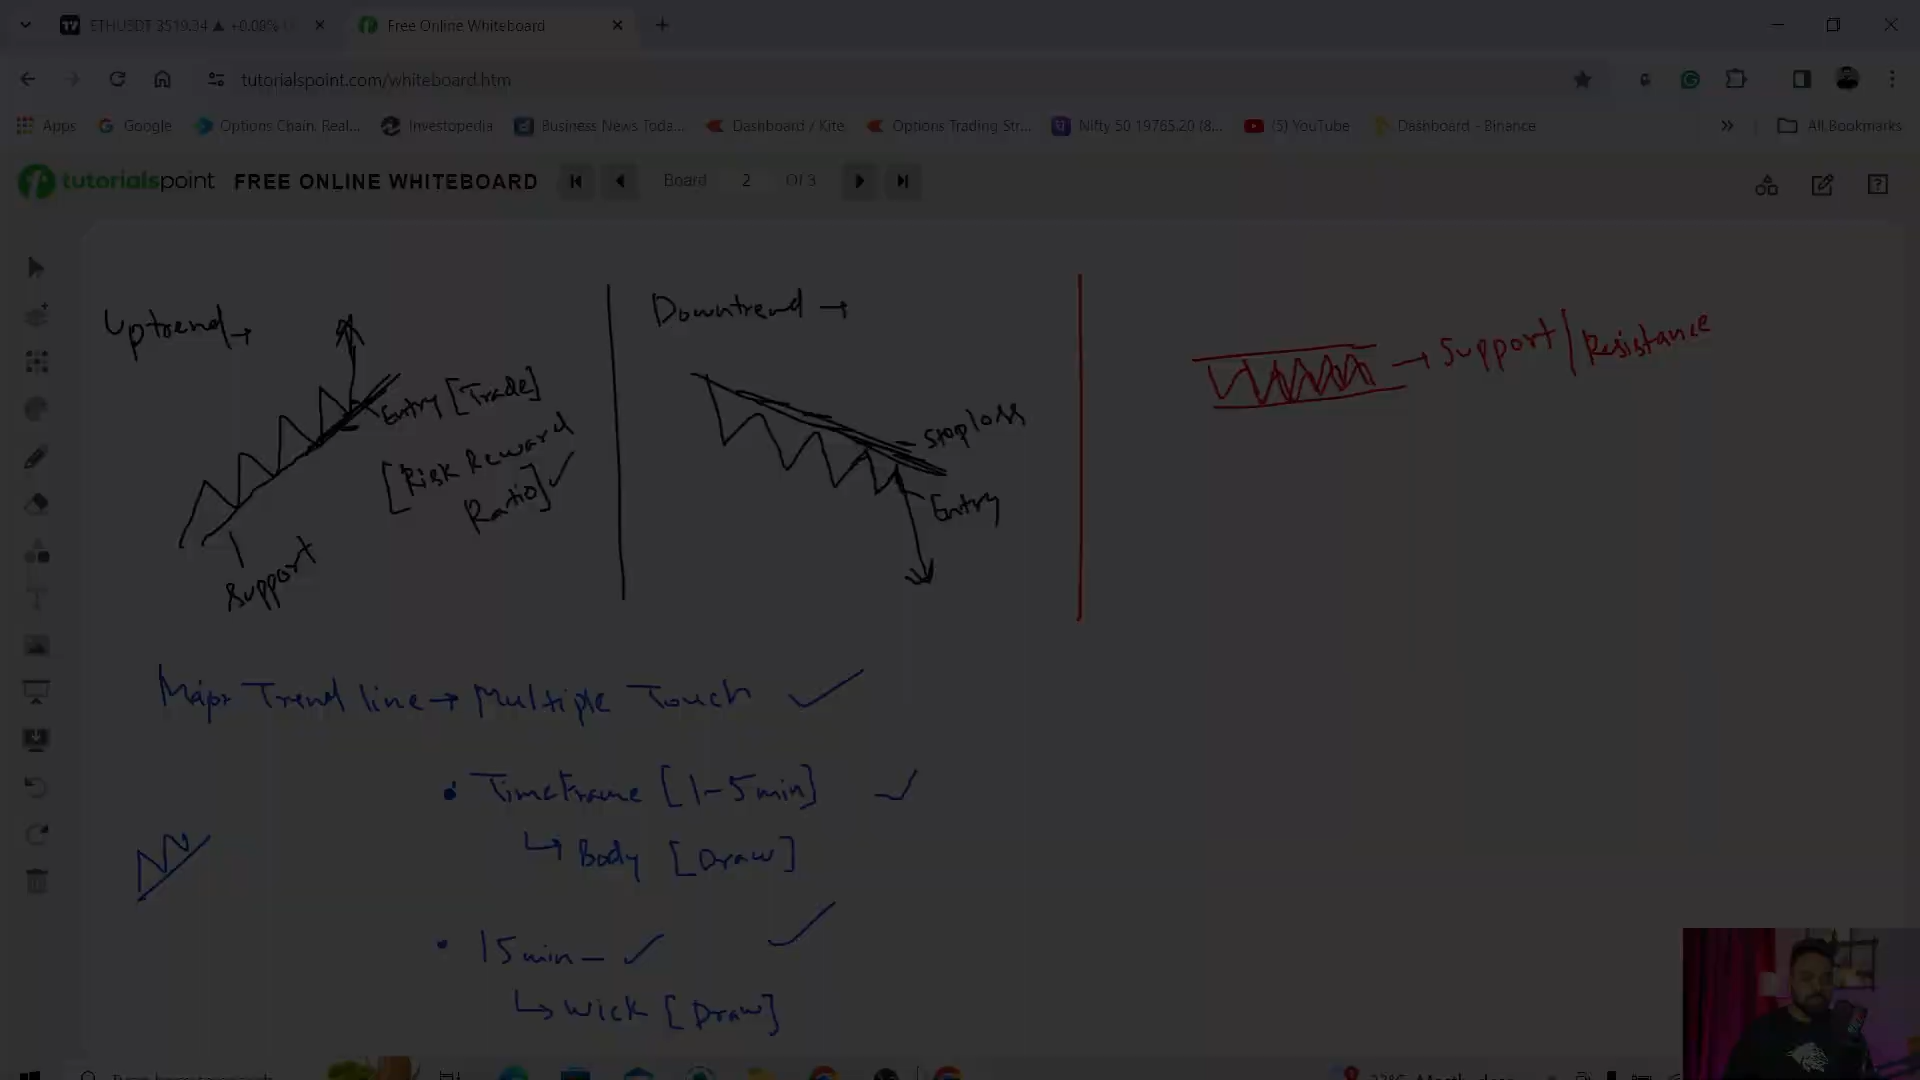 ETHUSDT 3519.34 ▲ +0.08%
Free Online Whiteboard
tutorialspoint.com/whiteboard.htm
Apps
Google
Options Chain, Real...
Investopedia
Business News Toda...
Dashboard / Kite
Options Trading Str...
Nifty 50 19765.20 (8...
(5) YouTube
Dashboard - Binance
»
All Bookmarks
tutorialspoint FREE ONLINE WHITEBOARD
Board 2 Of 3
Uptrend →
Entry [Trade]
[Risk Reward
Ratio] ✓
Support
Downtrend →
Stoploss
Entry
→ Support/Resistance
Major Trend line → Multiple Touch ✓
• Timeframe [1-5min] ✓
↳ Body [Draw]
• 15min - ✓ ✓
↳ Wick [Draw]